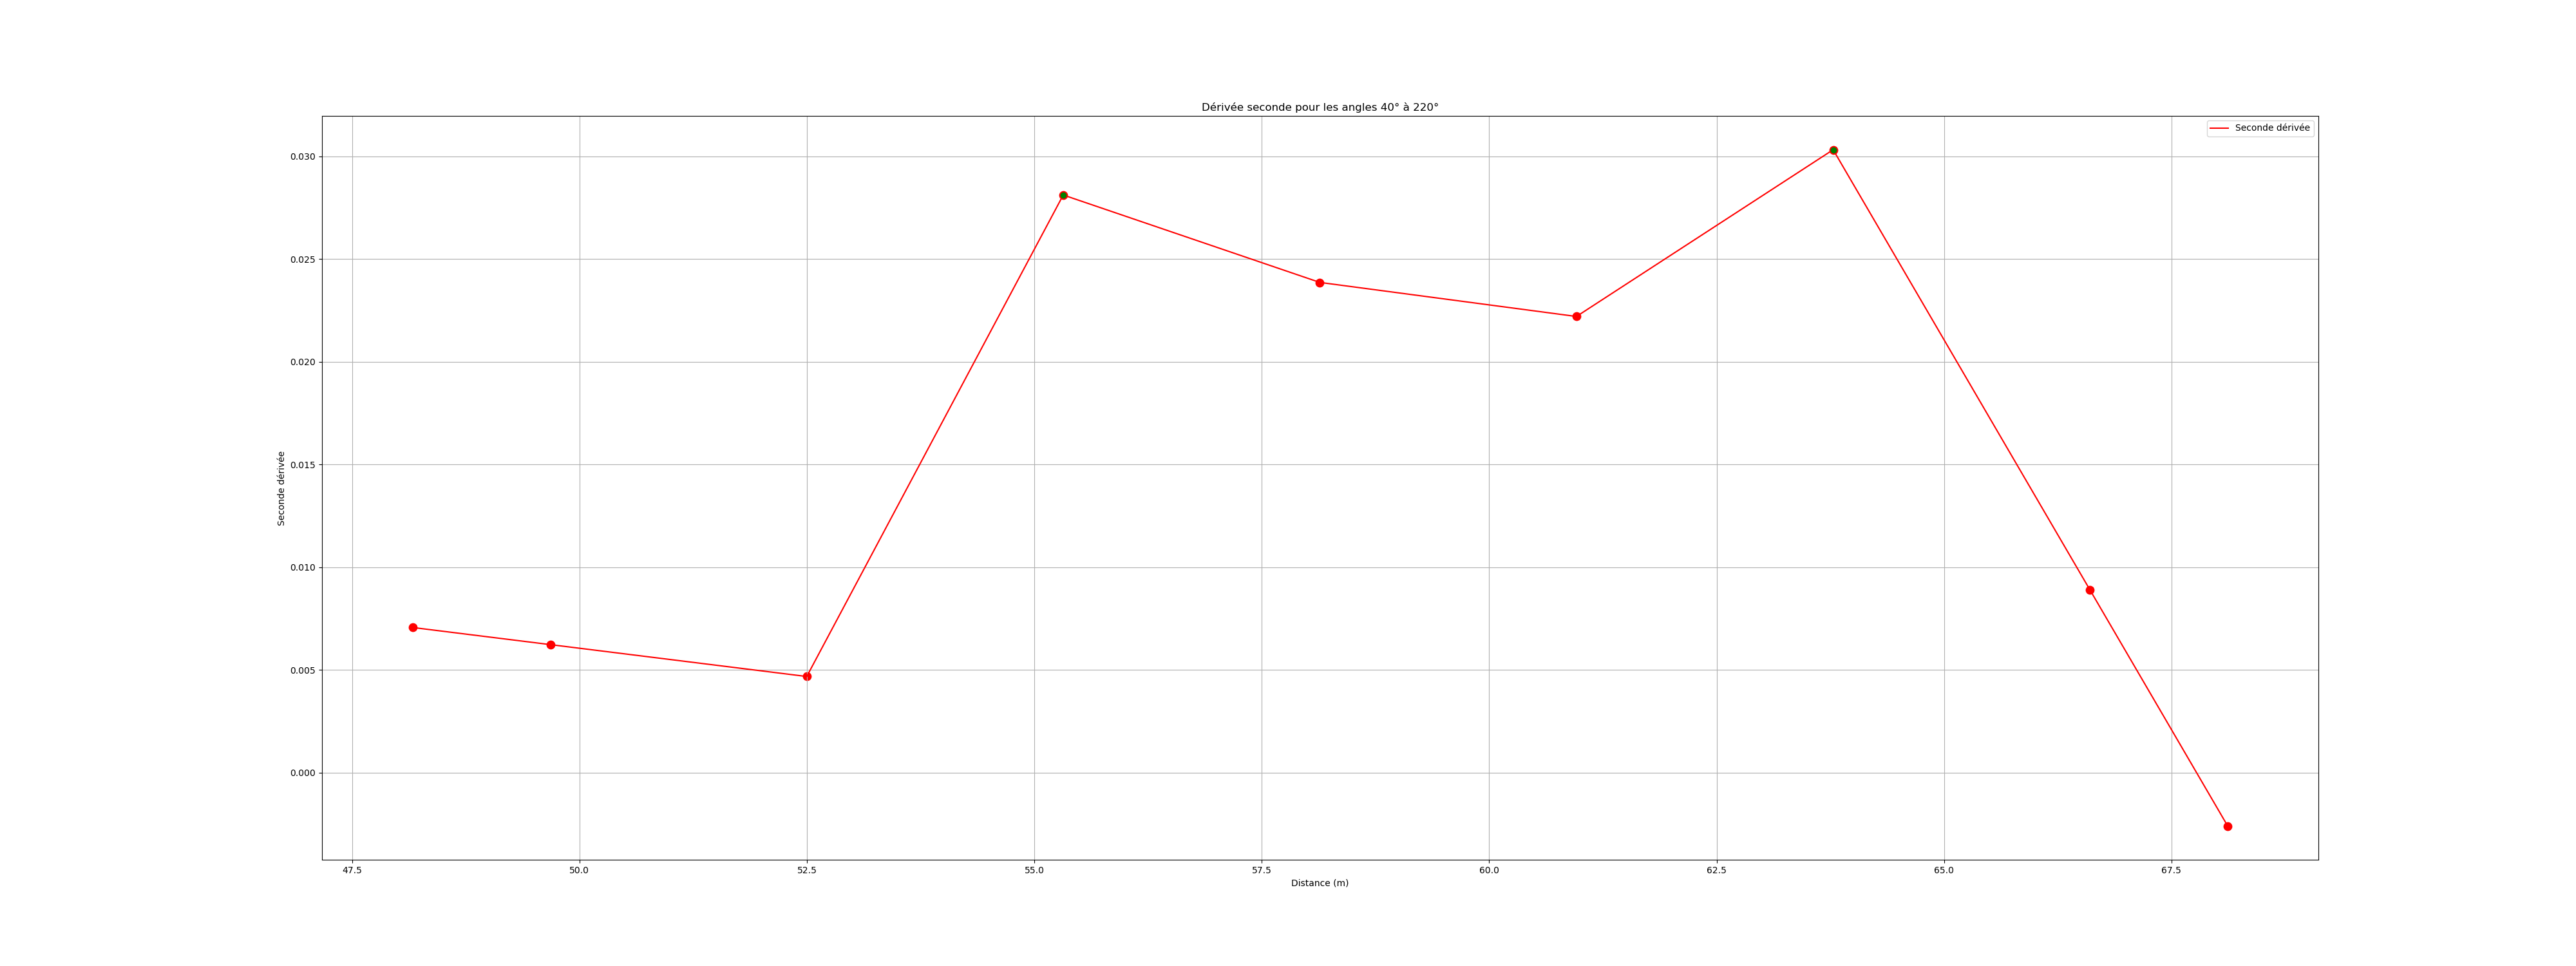 Dérivée seconde pour les angles 40° à 220°
Seconde dérivée
0.030
0.025
0.020
0.015
0.010
0.005
0.000
Seconde dérivée
47.5 50.0 52.5 55.0 57.5 60.0 62.5 65.0 67.5
Distance (m)